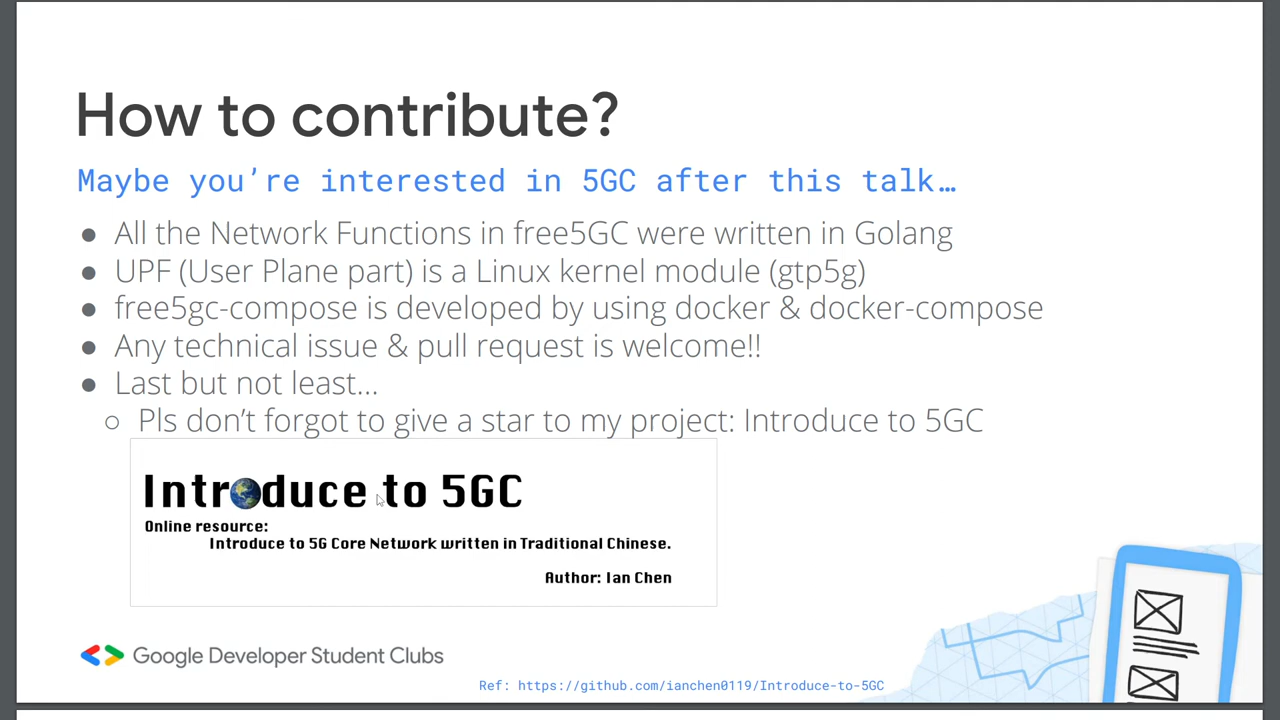 How to contribute?
Maybe you’re interested in 5GC after this talk…
● All the Network Functions in free5GC were written in Golang
● UPF (User Plane part) is a Linux kernel module (gtp5g)
● free5gc-compose is developed by using docker & docker-compose
● Any technical issue & pull request is welcome!!
● Last but not least...
○ Pls don’t forgot to give a star to my project: Introduce to 5GC
Introduce to 5GC
Online resource:
Introduce to 5G Core Network written in Traditional Chinese.
Author: Ian Chen
Google Developer Student Clubs
Ref: https://github.com/ianchen0119/Introduce-to-5GC